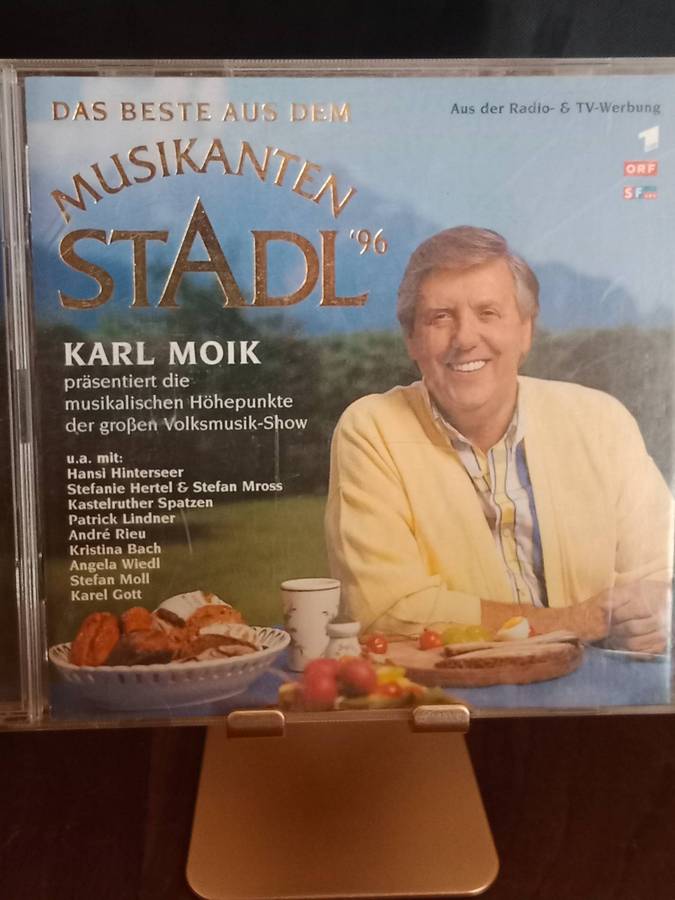 DAS BESTE AUS DEM
Aus der Radio- & TV-Werbung
MUSIKANTEN
STADL '96
1
ORF
SF
KARL MOIK
präsentiert die
musikalischen Höhepunkte
der großen Volksmusik-Show
u.a. mit:
Hansi Hinterseer
Stefanie Hertel & Stefan Mross
Kastelruther Spatzen
Patrick Lindner
André Rieu
Kristina Bach
Angela Wiedl
Stefan Moll
Karel Gott